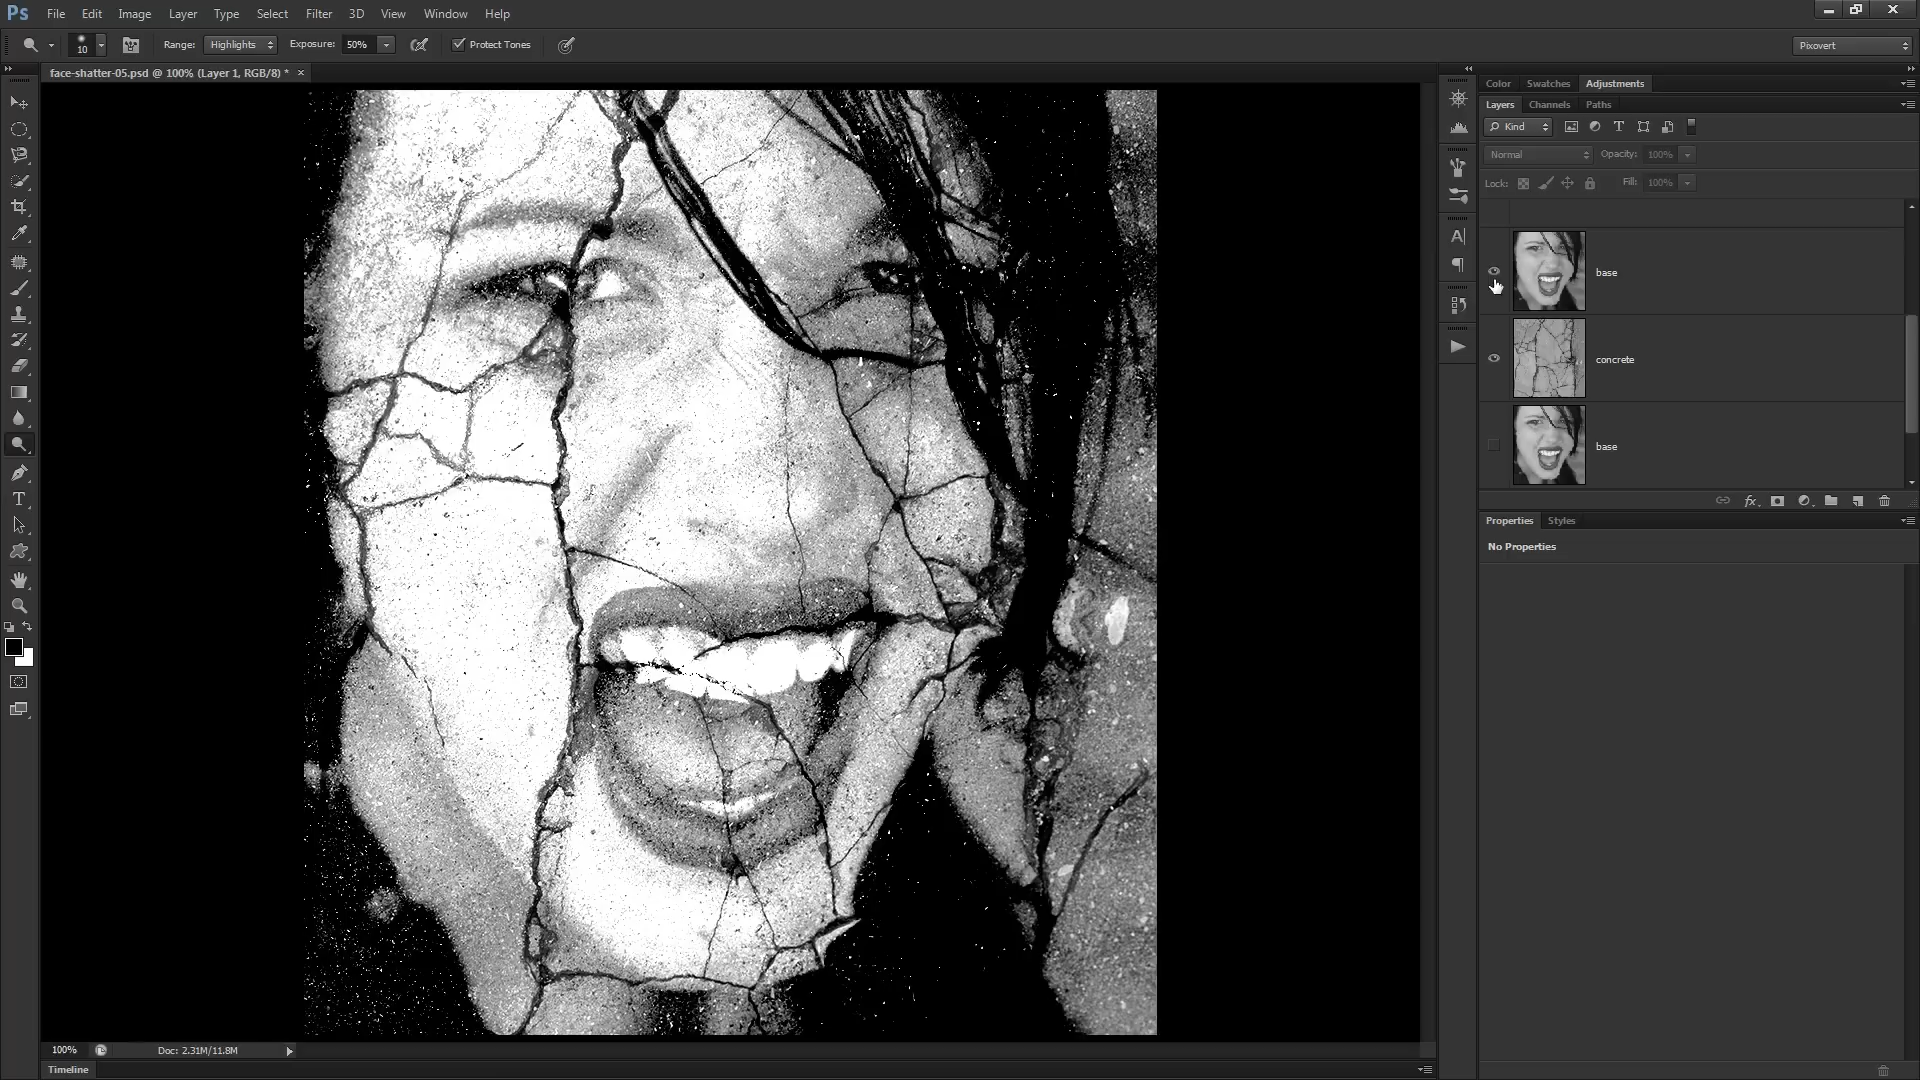 Ps File Edit Image Layer Type Select Filter 3D View Window Help
10 Range: Highlights Exposure: 50% Protect Tones Pixovert
face-shatter-05.psd @ 100% (Layer 1, RGB/8) * ×
Color Swatches Adjustments
Layers Channels Paths
Kind
Normal Opacity: 100%
Lock: Fill: 100%
base
concrete
base
Properties Styles
No Properties
100% Doc: 2.31M/11.8M
Timeline